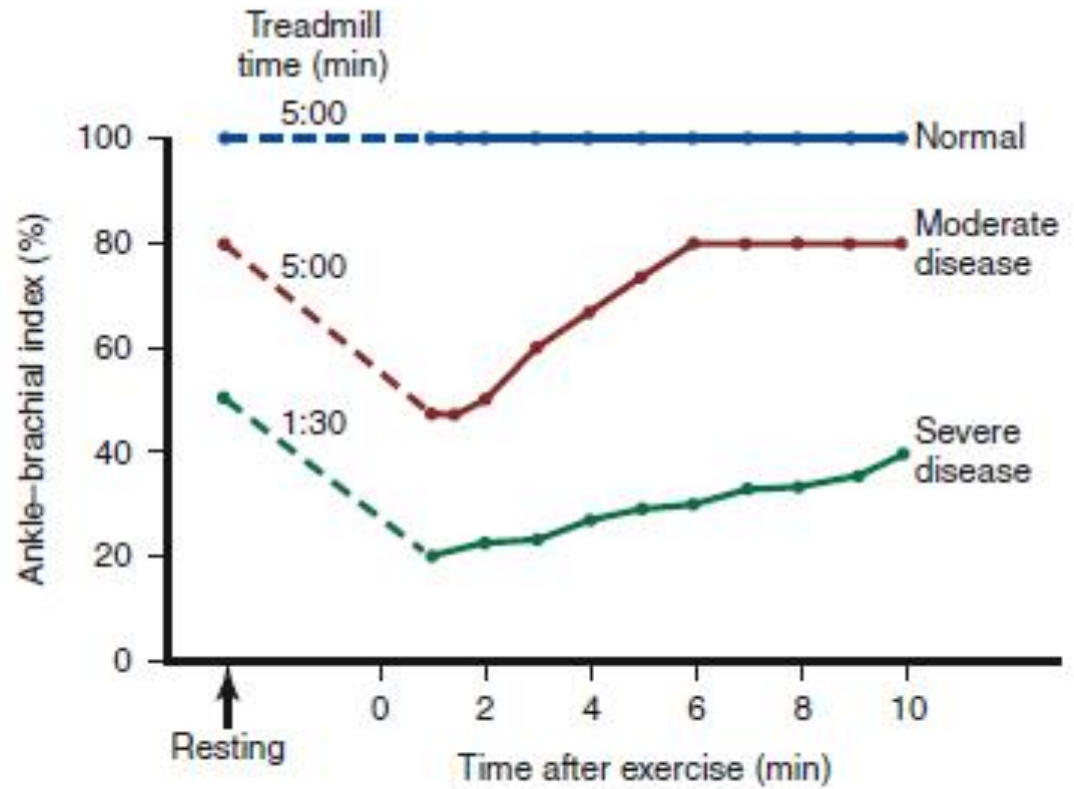 Treadmill
time (min)
5:00
100
Normal
Moderate
disease
80
5:00
60
1:30
Severe
disease
40
20
0
Ankle–brachial index (%)
0 2 4 6 8 10
Resting
Time after exercise (min)